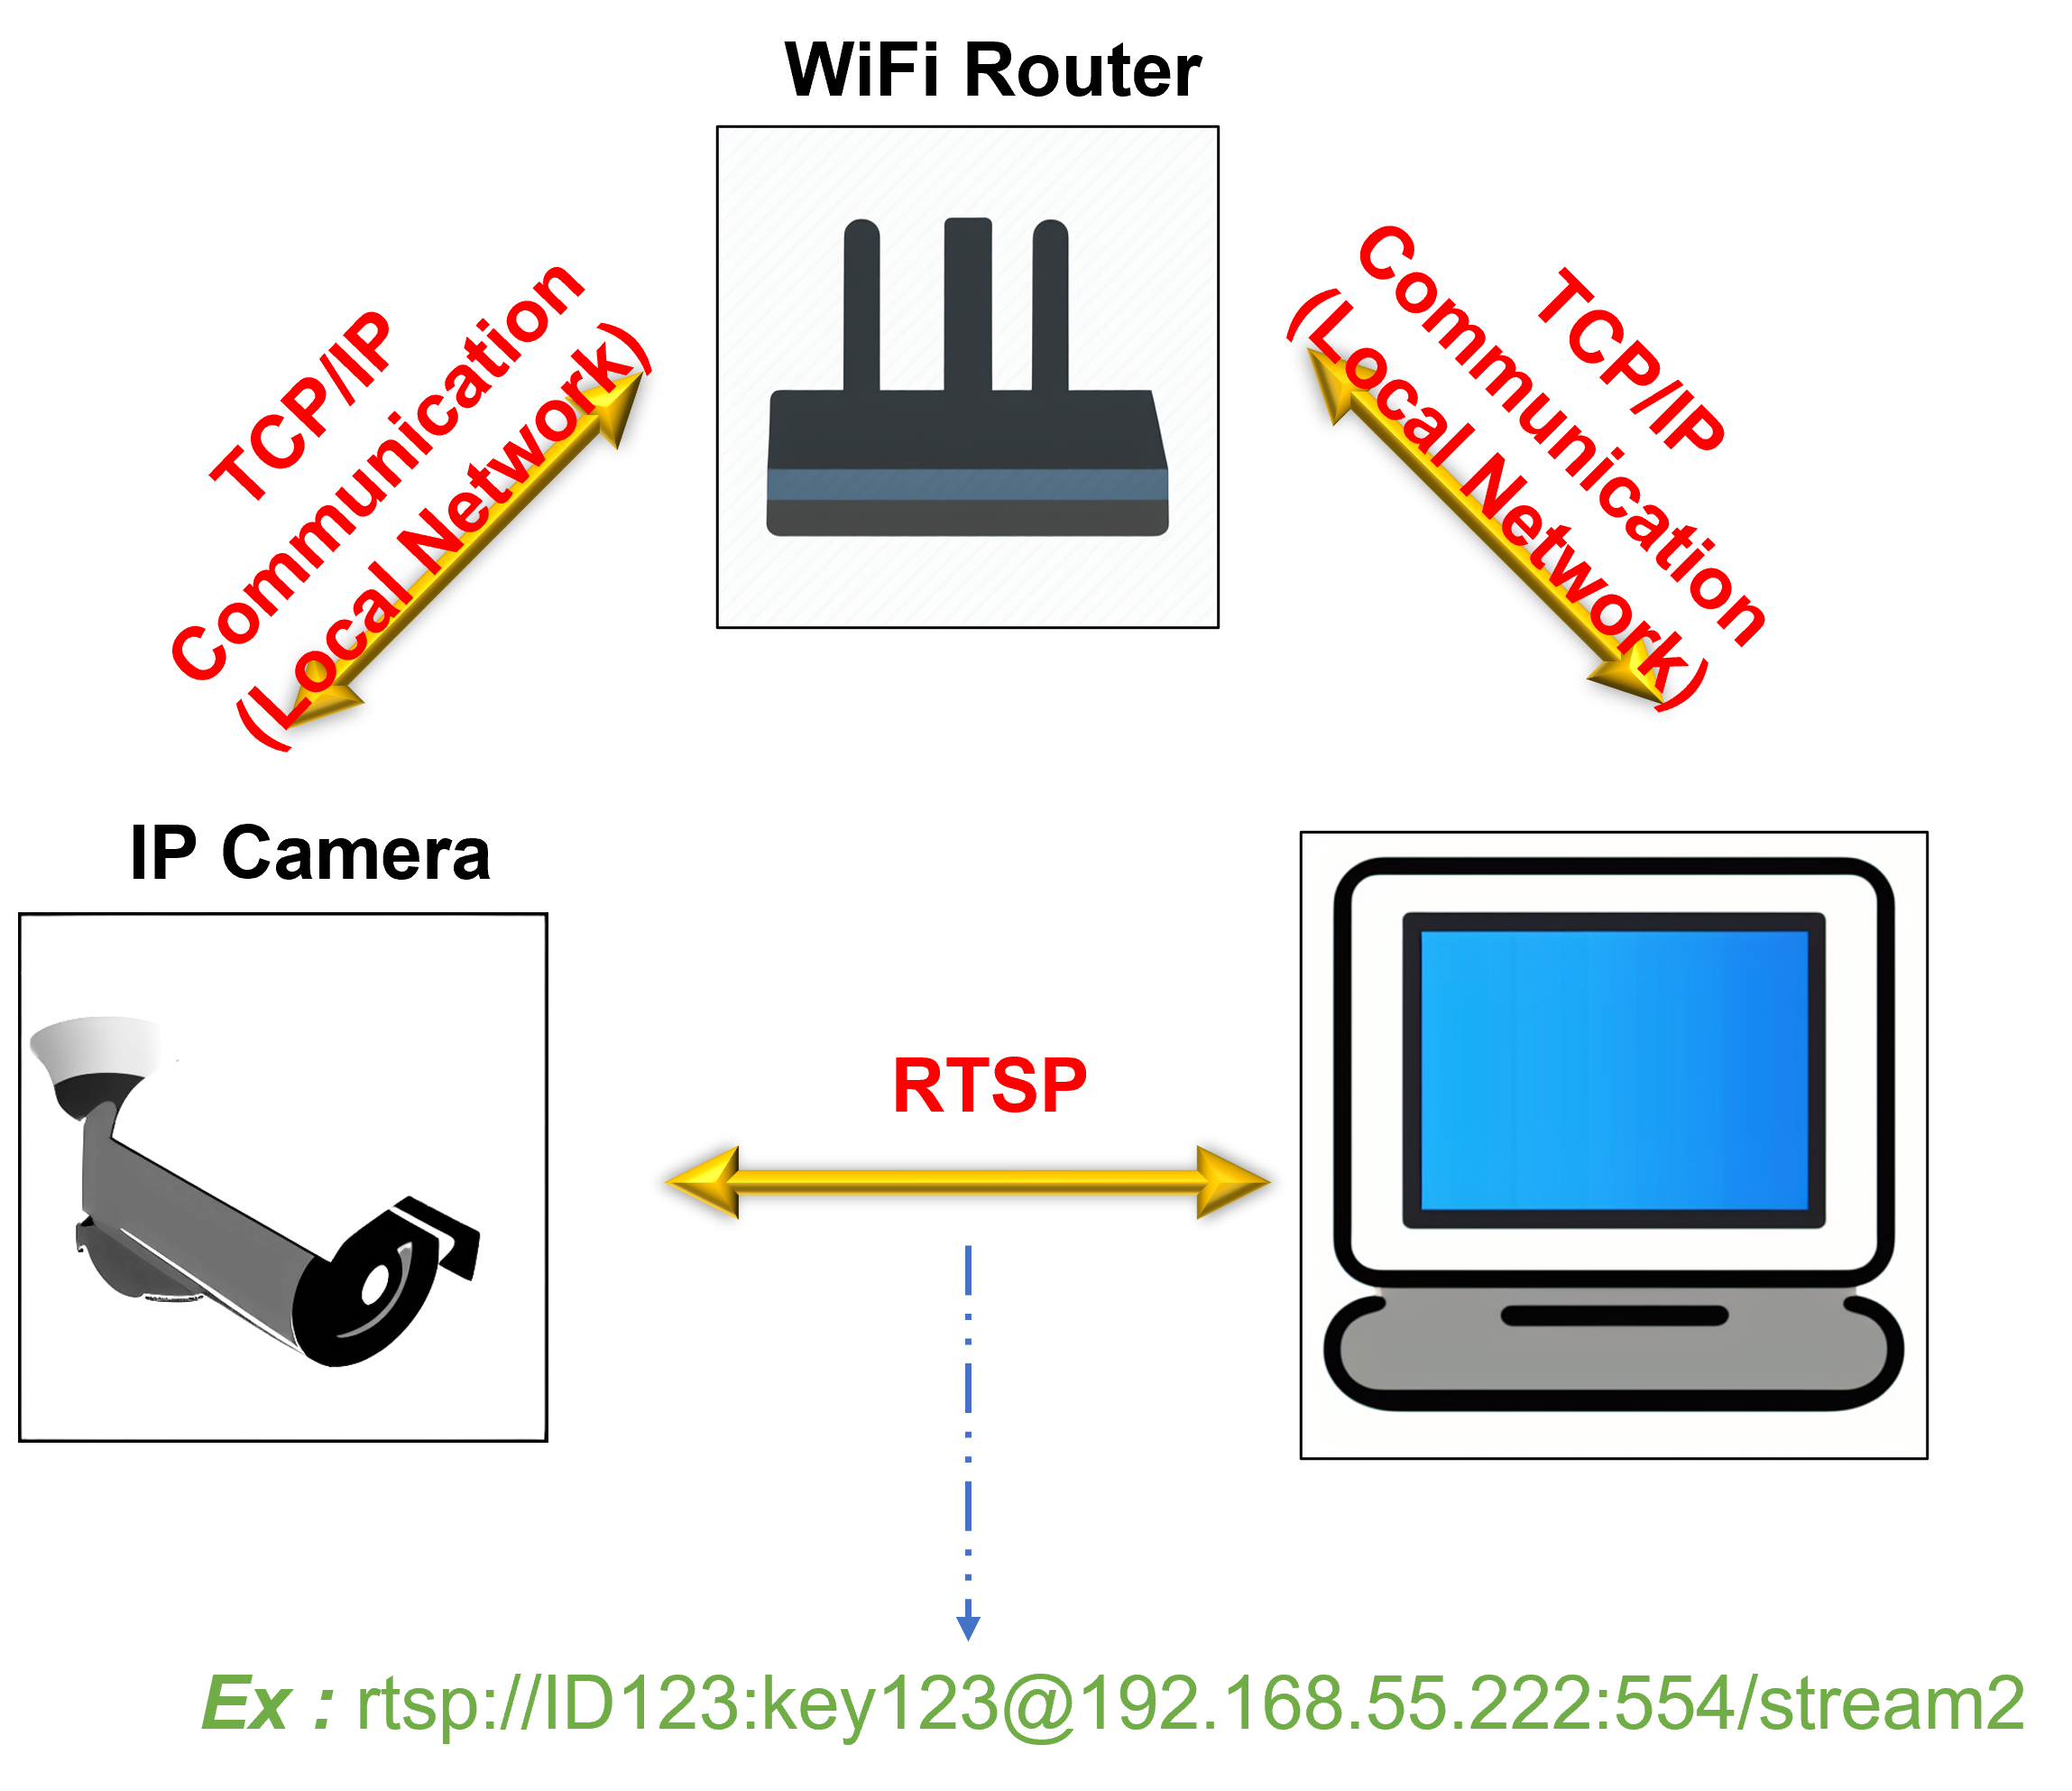 WiFi Router
TCP/IP
Communication
(Local Network)
TCP/IP
Communication
(Local Network)
IP Camera
RTSP
Ex : rtsp://ID123:key123@192.168.55.222:554/stream2